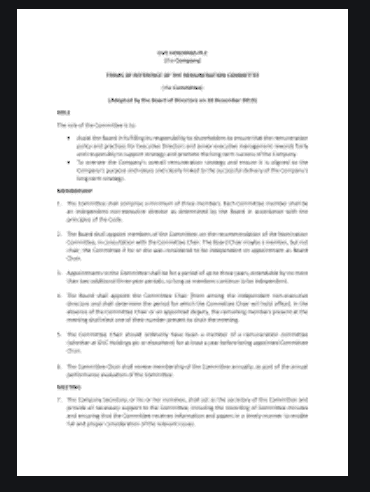 GVC HOLDINGS PLC
(the Company)
TERMS OF REFERENCE OF THE REMUNERATION COMMITTEE
(the Committee)
(Adopted by the Board of Directors on December
ROLE
The role of the Committee is to:
Assist the Board in fulfilling its responsibility to shareholders to ensure that the remuneration
policy and practices for Executive Directors and senior executive management rewards fairly
and responsibly to support strategy and promote the long-term success of the Company.
To oversee the Company's overall remuneration strategy and ensure it is aligned to the
Company's purpose and values and clearly linked to the successful delivery of the Company's
long-term strategy.
MEMBERSHIP
1. The Committee shall comprise a minimum of three members. Each Committee member shall be
an independent non-executive director as determined by the Board in accordance with the
principles of the Code.
2. The Board shall appoint members of the Committee on the recommendation of the Nomination
Committee, in consultation with the Committee Chair. The Board Chair may be a member, but not
chair, the Committee if he or she was considered to be independent on appointment as Board
Chair.
3. Appointments to the Committee shall be for a period of up to three years, extendable by no more
than two additional three-year periods, so long as members continue to be independent.
4. The Board shall appoint the Committee Chair from among the independent non-executive
directors and shall determine the period for which the Committee Chair will hold office. In the
absence of the Committee Chair or an appointed deputy, the remaining members present at the
meeting shall elect one of their number present to chair the meeting.
5. The Committee Chair should ordinarily have been a member of a remuneration committee
(whether at GVC Holdings plc or elsewhere) for at least a year before being appointed Committee
Chair.
6. The Committee Chair shall review membership of the Committee annually, as part of the annual
performance evaluation of the Committee.
MEETING
7. The Company Secretary, or his or her nominee, shall act as the secretary of the Committee and
provide all necessary support to the Committee, including the recording of Committee minutes
and ensuring that the Committee receives information and papers in a timely manner to enable
full and proper consideration of the relevant issues.